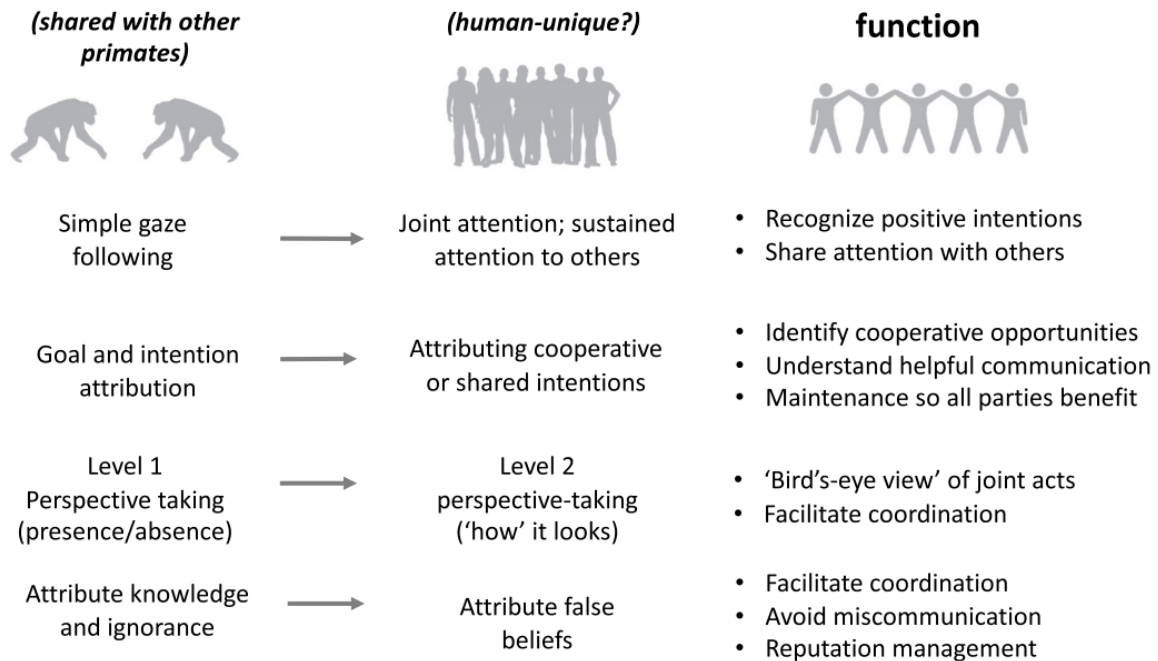 (shared with other
primates)
(human-unique?)
function
Simple gaze
following
Joint attention; sustained
attention to others
• Recognize positive intentions
• Share attention with others
Goal and intention
attribution
Attributing cooperative
or shared intentions
• Identify cooperative opportunities
• Understand helpful communication
• Maintenance so all parties benefit
Level 1
Perspective taking
(presence/absence)
Level 2
perspective-taking
(‘how’ it looks)
• ‘Bird’s-eye view’ of joint acts
• Facilitate coordination
Attribute knowledge
and ignorance
Attribute false
beliefs
• Facilitate coordination
• Avoid miscommunication
• Reputation management